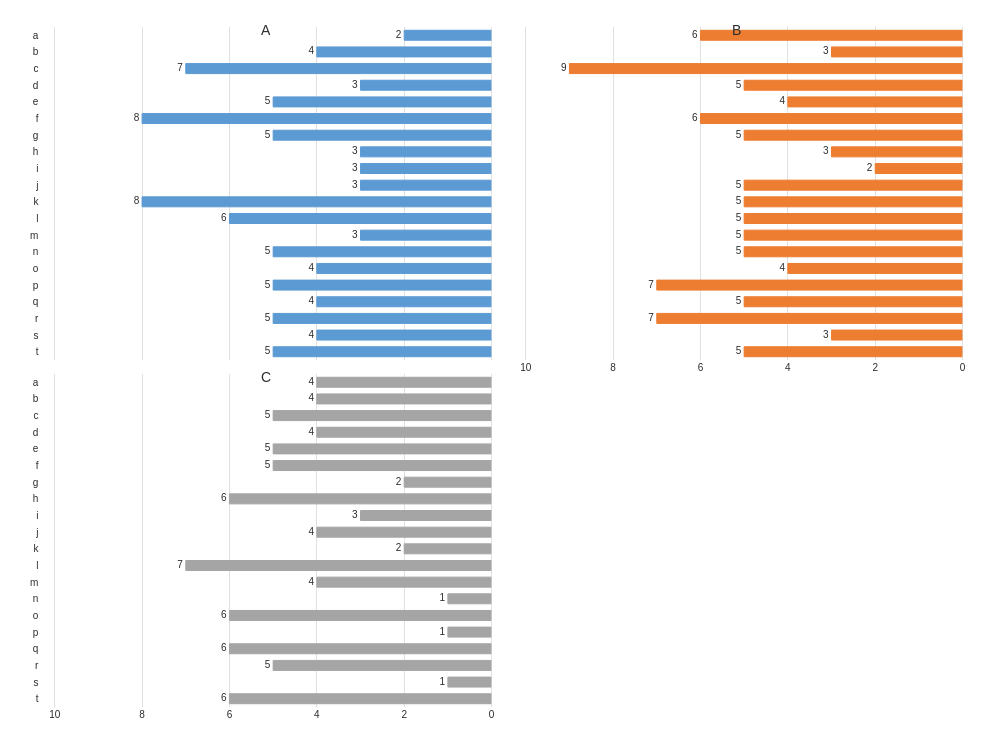 A B
a 2 6
b 4 3
c 7 9
d 3 5
e 5 4
f 8 6
g 5 5
h 3 3
i 3 2
j 3 5
k 8 5
l 6 5
m 3 5
n 5 5
o 4 4
p 5 7
q 4 5
r 5 7
s 4 3
t 5 5
10 8 6 4 2 0
C
a 4
b 4
c 5
d 4
e 5
f 5
g 2
h 6
i 3
j 4
k 2
l 7
m 4
n 1
o 6
p 1
q 6
r 5
s 1
t 6
10 8 6 4 2 0